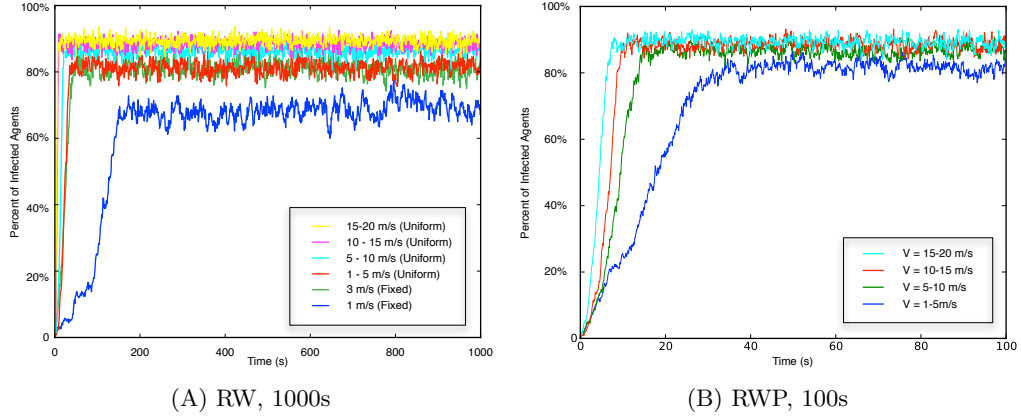 100%
80%
60%
40%
20%
0%
0
200
400
600
800
1000
Percent of Infected Agents
Time (s)
15-20 m/s (Uniform)
10 - 15 m/s (Uniform)
5 - 10 m/s (Uniform)
1 - 5 m/s (Uniform)
3 m/s (Fixed)
1 m/s (Fixed)
(A) RW, 1000s
100%
80%
60%
40%
20%
0%
0
20
40
60
80
100
Percent of Infected Agents
Time (s)
V = 15-20 m/s
V = 10-15 m/s
V = 5-10 m/s
V = 1-5m/s
(B) RWP, 100s